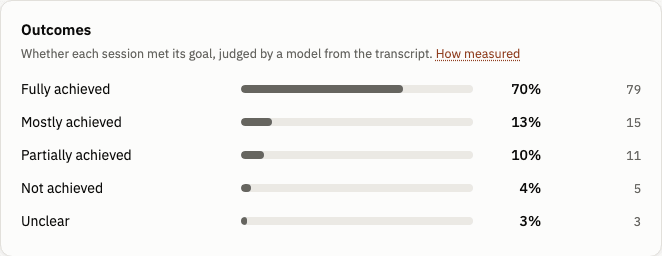 Outcomes
Whether each session met its goal, judged by a model from the transcript. How measured
Fully achieved 70% 79
Mostly achieved 13% 15
Partially achieved 10% 11
Not achieved 4% 5
Unclear 3% 3